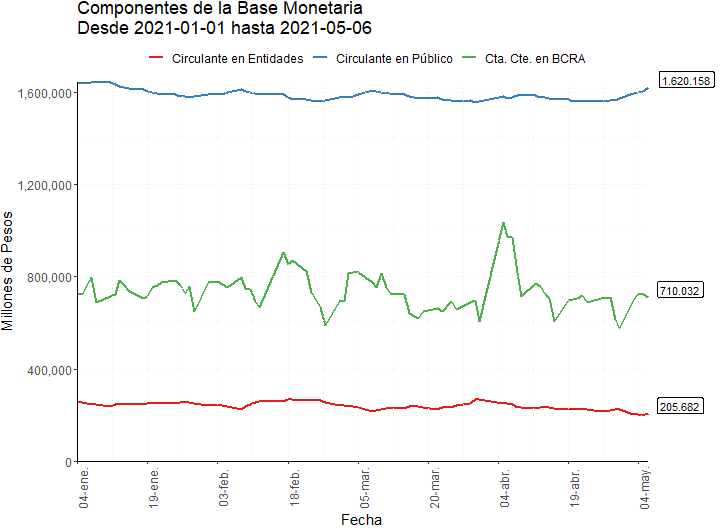 Componentes de la Base Monetaria
Desde 2021-01-01 hasta 2021-05-06
Circulante en Entidades
Circulante en Público
Cta. Cte. en BCRA
Millones de Pesos
1,600,000
1,200,000
800,000
400,000
0
1.620.158
710.032
205.682
04-ene.
19-ene.
03-feb.
18-feb.
05-mar.
20-mar.
04-abr.
19-abr.
04-may.
Fecha